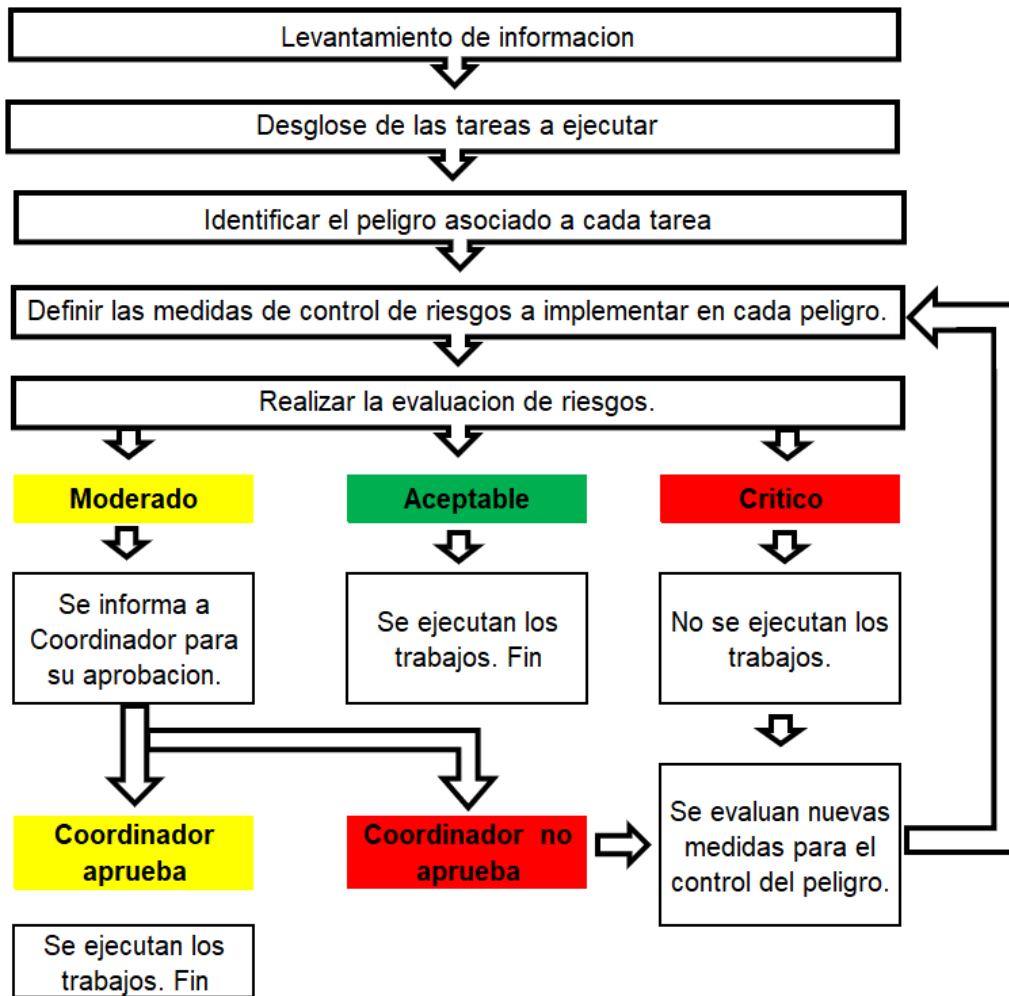 Levantamiento de informacion
Desglose de las tareas a ejecutar
Identificar el peligro asociado a cada tarea
Definir las medidas de control de riesgos a implementar en cada peligro.
Realizar la evaluacion de riesgos.
Moderado
Aceptable
Critico
Se informa a
Coordinador para
su aprobacion.
Se ejecutan los
trabajos. Fin
No se ejecutan los
trabajos.
Coordinador
aprueba
Coordinador no
aprueba
Se evaluan nuevas
medidas para el
control del peligro.
Se ejecutan los
trabajos. Fin